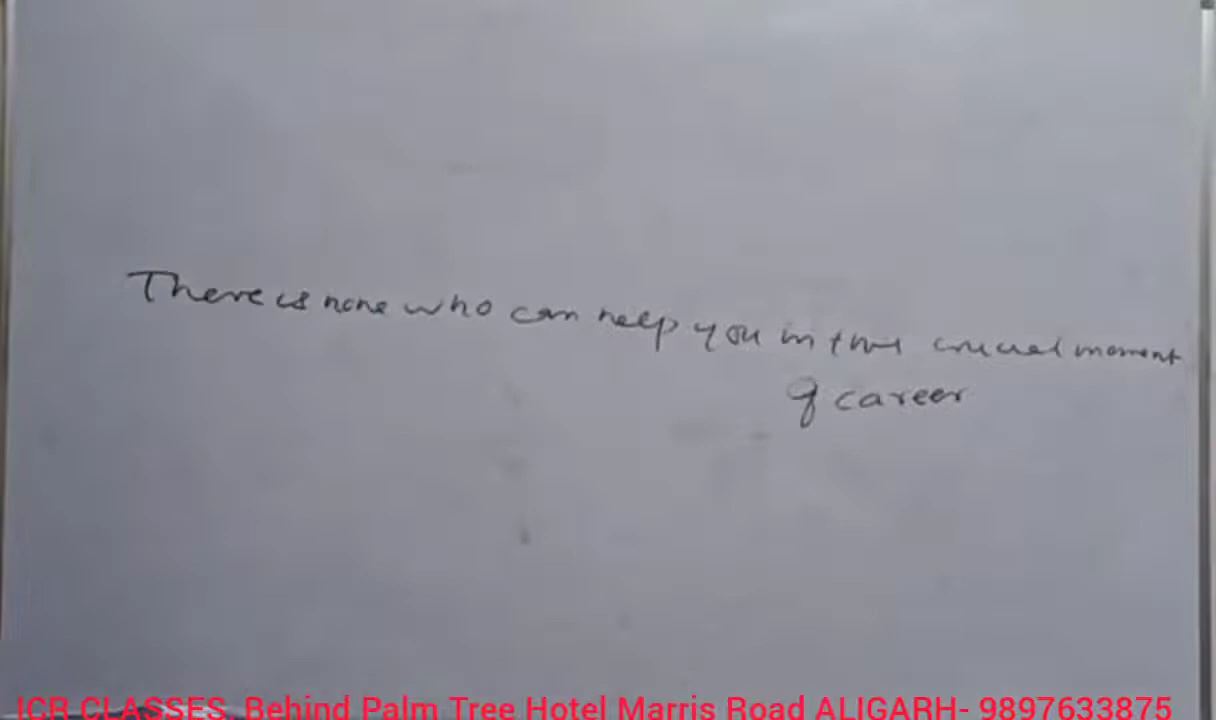 There is none who can help you in this crucial moment
of career
ICR CLASSES, Behind Palm Tree Hotel Marris Road ALIGARH- 9897633875